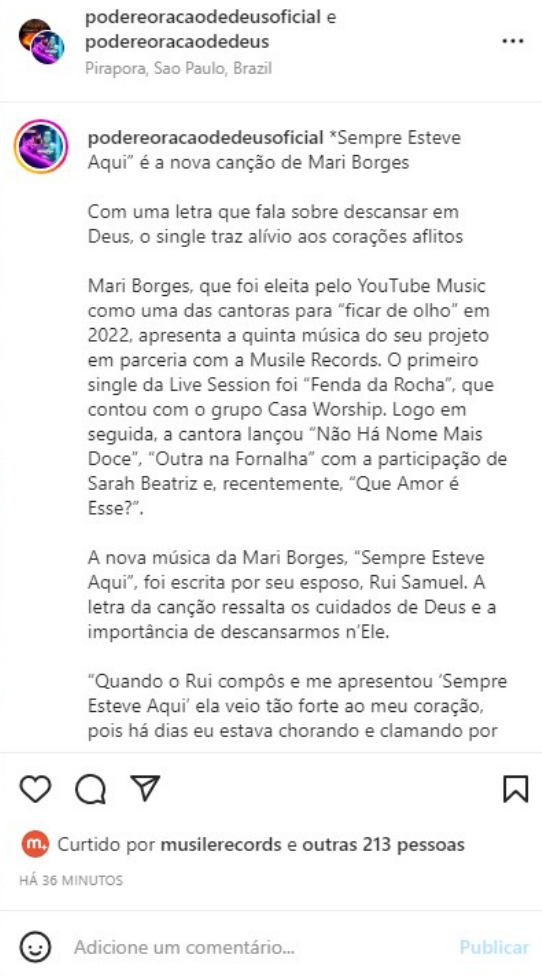 podereoracaodedeusoficial e
podereoracaodedeus
Pirapora, Sao Paulo, Brazil
podereoracaodedeusoficial *Sempre Esteve
Aqui” é a nova canção de Mari Borges
Com uma letra que fala sobre descansar em
Deus, o single traz alívio aos corações aflitos
Mari Borges, que foi eleita pelo YouTube Music
como uma das cantoras para “ficar de olho” em
2022, apresenta a quinta música do seu projeto
em parceria com a Musile Records. O primeiro
single da Live Session foi “Fenda da Rocha”, que
contou com o grupo Casa Worship. Logo em
seguida, a cantora lançou “Não Há Nome Mais
Doce”, “Outra na Fornalha” com a participação de
Sarah Beatriz e, recentemente, “Que Amor é
Esse?”.
A nova música da Mari Borges, “Sempre Esteve
Aqui”, foi escrita por seu esposo, Rui Samuel. A
letra da canção ressalta os cuidados de Deus e a
importância de descansarmos n’Ele.
“Quando o Rui compôs e me apresentou ‘Sempre
Esteve Aqui’ ela veio tão forte ao meu coração,
pois há dias eu estava chorando e clamando por
m+ Curtido por musilerecords e outras 213 pessoas
HÁ 36 MINUTOS
Adicione um comentário... Publicar